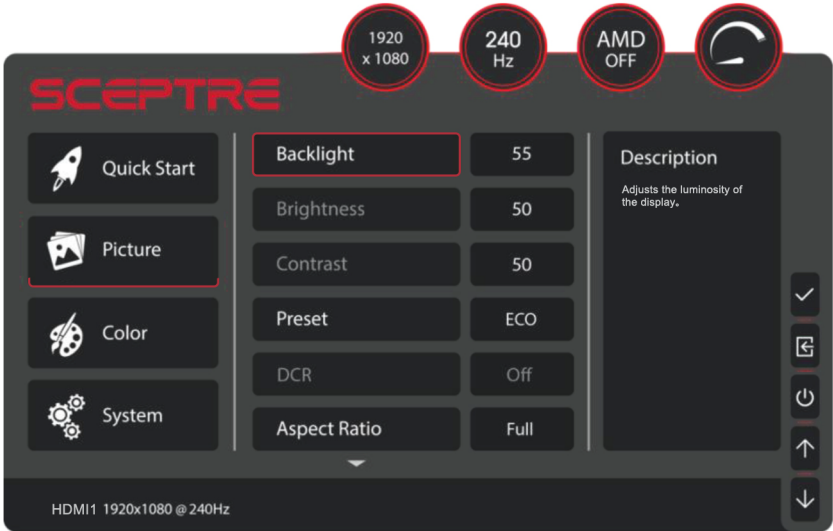 1920
x 1080
240
Hz
AMD
OFF
SCEPTRE
Quick Start
Picture
Color
System
Backlight 55
Brightness 50
Contrast 50
Preset ECO
DCR Off
Aspect Ratio Full
Description
Adjusts the luminosity of
the display。
HDMI1 1920x1080 @ 240Hz